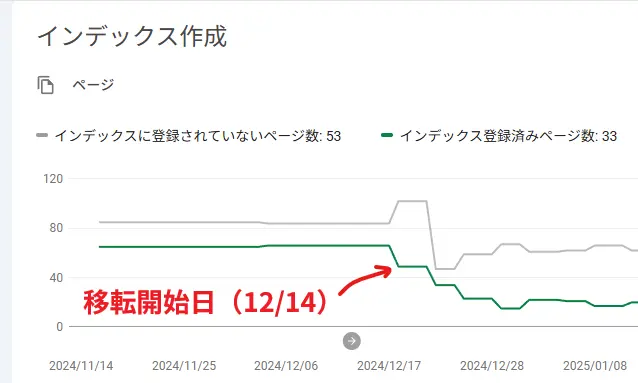 インデックス作成
ページ
インデックスに登録されていないページ数: 53 インデックス登録済みページ数: 33
120
80
40
移転開始日（12/14）
0
2024/11/14 2024/11/25 2024/12/06 2024/12/17 2024/12/28 2025/01/08